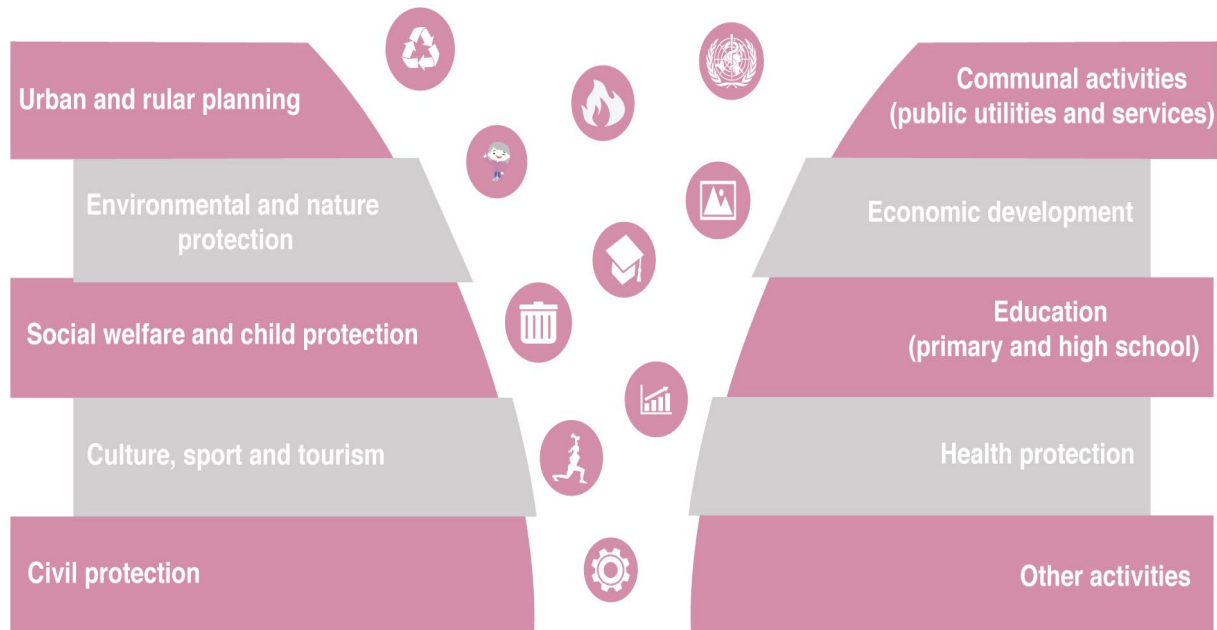 Urban and rular planning
Environmental and nature
protection
Social welfare and child protection
Culture, sport and tourism
Civil protection
Communal activities
(public utilities and services)
Economic development
Education
(primary and high school)
Health protection
Other activities